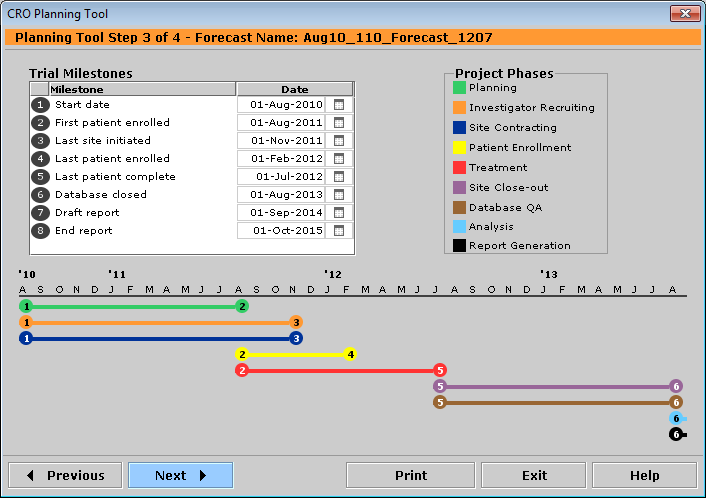 CRO Planning Tool
Planning Tool Step 3 of 4 - Forecast Name: Aug10_110_Forecast_1207
Trial Milestones
Milestone Date
1 Start date 01-Aug-2010
2 First patient enrolled 01-Aug-2011
3 Last site initiated 01-Nov-2011
4 Last patient enrolled 01-Feb-2012
5 Last patient complete 01-Jul-2012
6 Database closed 01-Aug-2013
7 Draft report 01-Sep-2014
8 End report 01-Oct-2015
Project Phases
Planning
Investigator Recruiting
Site Contracting
Patient Enrollment
Treatment
Site Close-out
Database QA
Analysis
Report Generation
'10 '11 '12 '13
A S O N D J F M A M J J A S O N D J F M A M J J A S O N D J F M A M J J A
1 2
1 3
1 3
2 4
2 5
5 6
5 6
6
6
Previous Next Print Exit Help